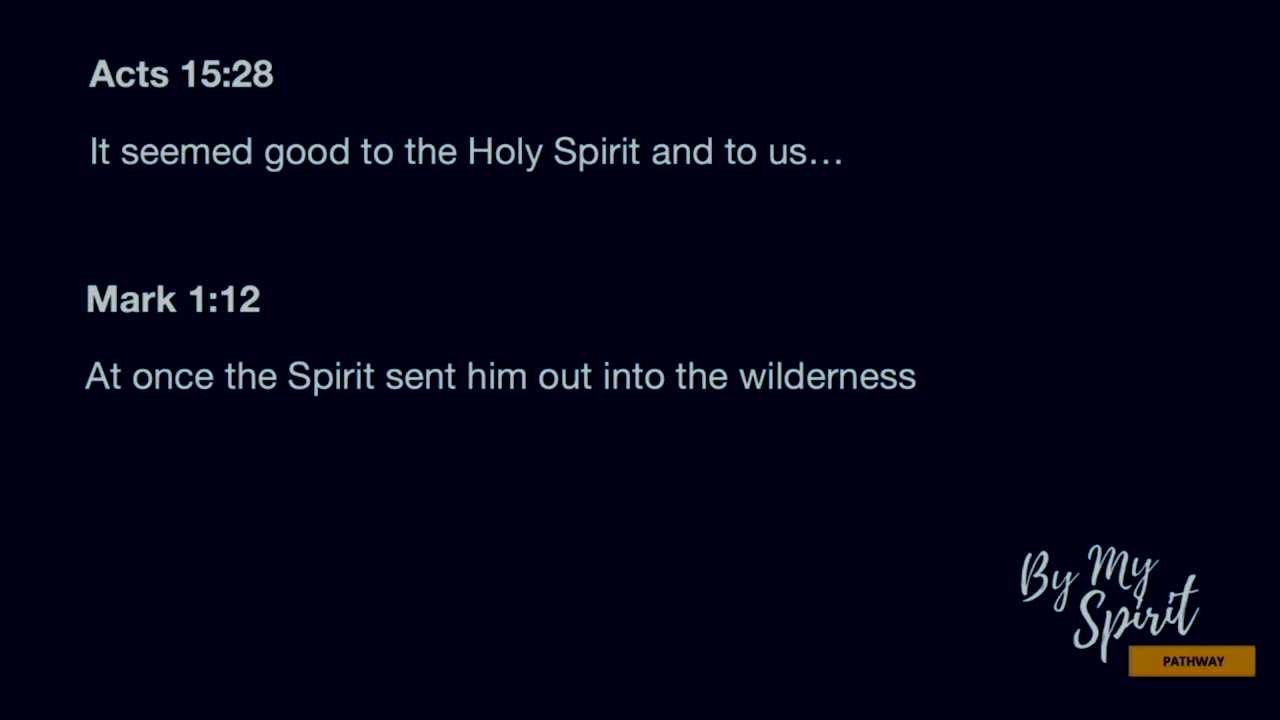 Acts 15:28
It seemed good to the Holy Spirit and to us…
Mark 1:12
At once the Spirit sent him out into the wilderness
By My
Spirit
PATHWAY